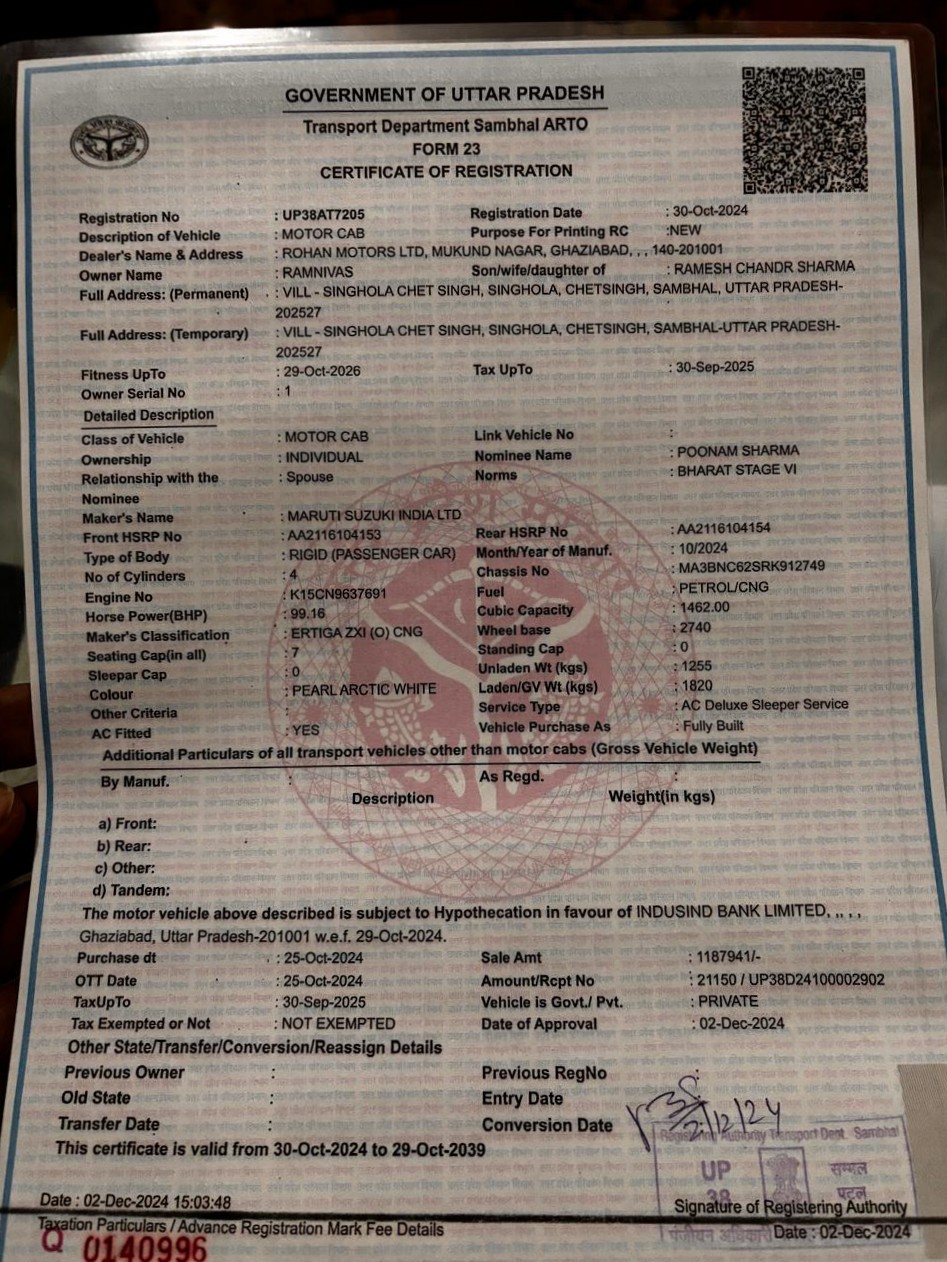 GOVERNMENT OF UTTAR PRADESH
Transport Department Sambhal ARTO
FORM 23
CERTIFICATE OF REGISTRATION
Registration No : UP38AT7205 Registration Date : 30-Oct-2024
Description of Vehicle : MOTOR CAB Purpose For Printing RC :NEW
Dealer's Name & Address : ROHAN MOTORS LTD, MUKUND NAGAR, GHAZIABAD, , , 140-201001
Owner Name : RAMNIVAS Son/wife/daughter of : RAMESH CHANDR SHARMA
Full Address: (Permanent) : VILL - SINGHOLA CHET SINGH, SINGHOLA, CHETSINGH, SAMBHAL, UTTAR PRADESH-
202527
Full Address: (Temporary) : VILL - SINGHOLA CHET SINGH, SINGHOLA, CHETSINGH, SAMBHAL-UTTAR PRADESH-
202527
Fitness UpTo : 29-Oct-2026 Tax UpTo : 30-Sep-2025
Owner Serial No : 1
Detailed Description
Class of Vehicle : MOTOR CAB Link Vehicle No :
Ownership : INDIVIDUAL Nominee Name : POONAM SHARMA
Relationship with the : Spouse Norms : BHARAT STAGE VI
Nominee
Maker's Name : MARUTI SUZUKI INDIA LTD
Front HSRP No : AA2116104153 Rear HSRP No : AA2116104154
Type of Body : RIGID (PASSENGER CAR) Month/Year of Manuf. : 10/2024
No of Cylinders : 4 Chassis No : MA3BNC62SRK912749
Engine No : K15CN9637691 Fuel : PETROL/CNG
Horse Power(BHP) : 99.16 Cubic Capacity : 1462.00
Maker's Classification : ERTIGA ZXI (O) CNG Wheel base : 2740
Seating Cap(in all) : 7 Standing Cap : 0
Sleepar Cap : 0 Unladen Wt (kgs) : 1255
Colour : PEARL ARCTIC WHITE Laden/GV Wt (kgs) : 1820
Other Criteria : Service Type : AC Deluxe Sleeper Service
AC Fitted : YES Vehicle Purchase As : Fully Built
Additional Particulars of all transport vehicles other than motor cabs (Gross Vehicle Weight)
By Manuf. : As Regd. :
Description Weight(in kgs)
a) Front:
b) Rear:
c) Other:
d) Tandem:
The motor vehicle above described is subject to Hypothecation in favour of INDUSIND BANK LIMITED, ,, , ,
Ghaziabad, Uttar Pradesh-201001 w.e.f. 29-Oct-2024.
Purchase dt : 25-Oct-2024 Sale Amt : 1187941/-
OTT Date : 25-Oct-2024 Amount/Rcpt No : 21150 / UP38D24100002902
TaxUpTo : 30-Sep-2025 Vehicle is Govt./ Pvt. : PRIVATE
Tax Exempted or Not : NOT EXEMPTED Date of Approval : 02-Dec-2024
Other State/Transfer/Conversion/Reassign Details
Previous Owner : Previous RegNo :
Old State : Entry Date
Transfer Date : Conversion Date
2/12/24
This certificate is valid from 30-Oct-2024 to 29-Oct-2039
Registering Authority Transport Dept. Sambhal
UP
38
सम्भल
पटल
पंजीयन अधिकारी
Date : 02-Dec-2024 15:03:48
Signature of Registering Authority
Taxation Particulars / Advance Registration Mark Fee Details Date : 02-Dec-2024
Q 0140996